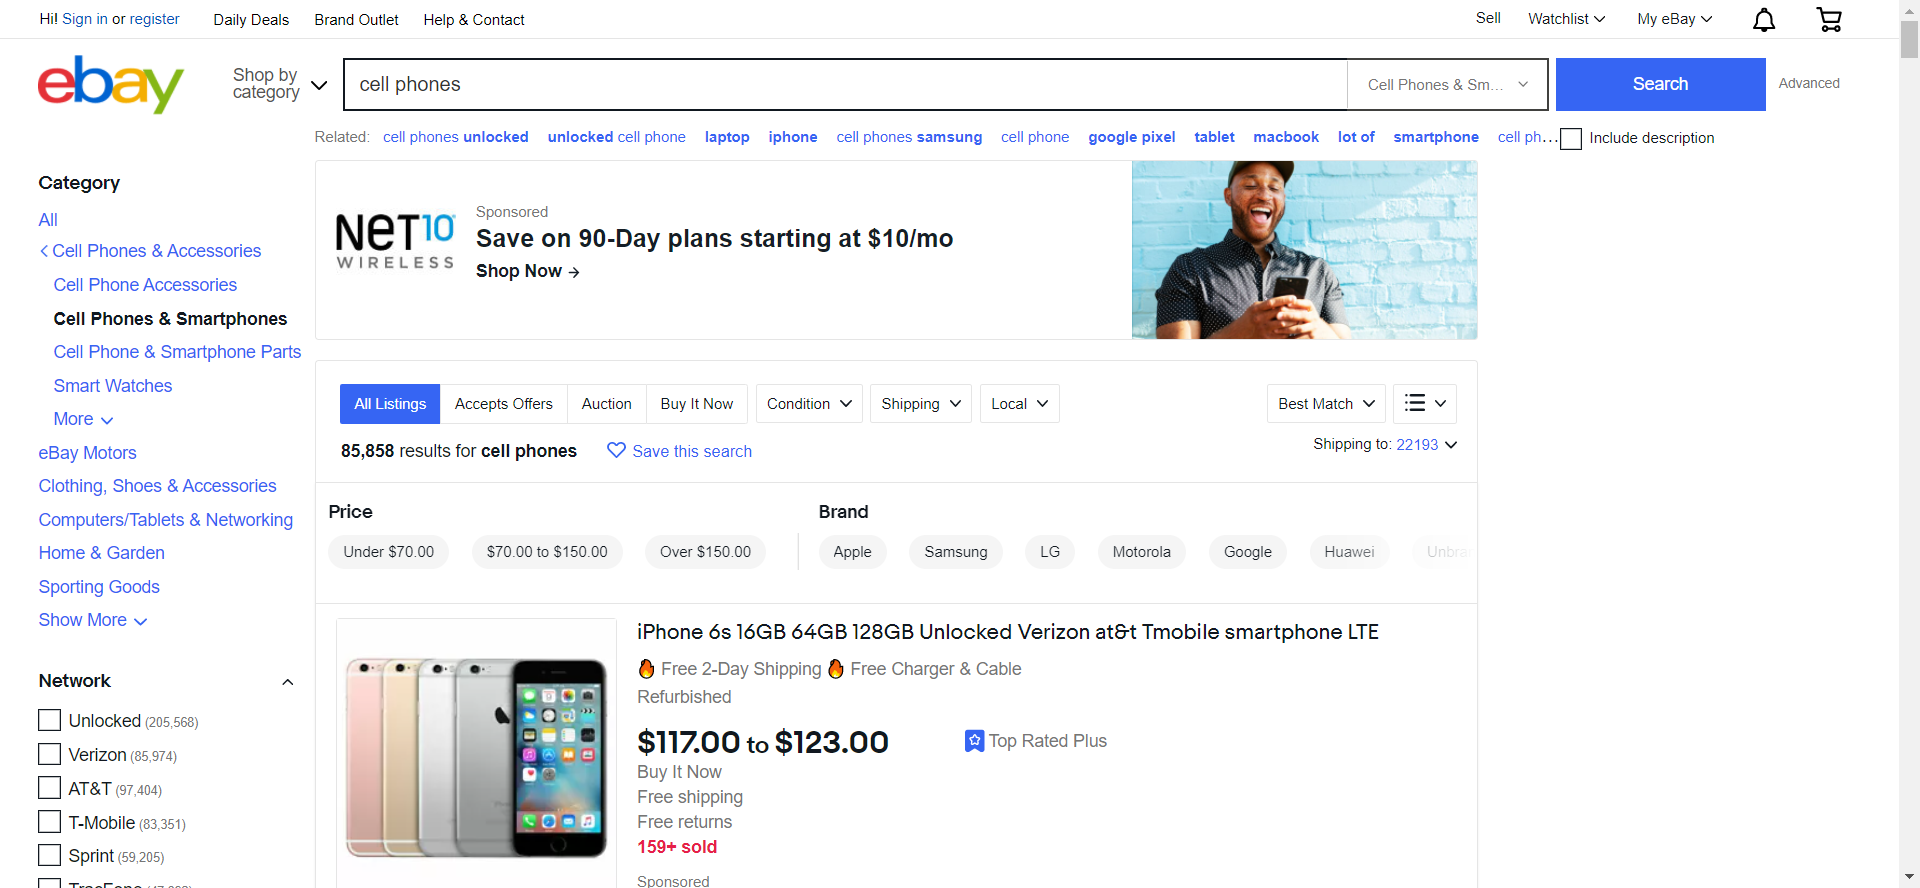 Hi! Sign in or register
Daily Deals
Brand Outlet
Help & Contact
Sell
Watchlist
My eBay
ebay
Shop by
category
cell phones
Cell Phones & Sm...
Search
Advanced
Related: cell phones unlocked unlocked cell phone laptop iphone cell phones samsung cell phone google pixel tablet macbook lot of smartphone cell ph...
Include description
Category
All
Cell Phones & Accessories
Cell Phone Accessories
Cell Phones & Smartphones
Cell Phone & Smartphone Parts
Smart Watches
More
eBay Motors
Clothing, Shoes & Accessories
Computers/Tablets & Networking
Home & Garden
Sporting Goods
Show More
Network
Unlocked (205,568)
Verizon (85,974)
AT&T (97,404)
T-Mobile (83,351)
Sprint (59,205)
NET10
WIRELESS
Sponsored
Save on 90-Day plans starting at $10/mo
Shop Now →
All Listings
Accepts Offers
Auction
Buy It Now
Condition
Shipping
Local
Best Match
85,858 results for cell phones
Save this search
Shipping to: 22193
Price
Under $70.00
$70.00 to $150.00
Over $150.00
Brand
Apple
Samsung
LG
Motorola
Google
Huawei
Unbra
iPhone 6s 16GB 64GB 128GB Unlocked Verizon at&t Tmobile smartphone LTE
🔥 Free 2-Day Shipping 🔥 Free Charger & Cable
Refurbished
$117.00 to $123.00
Top Rated Plus
Buy It Now
Free shipping
Free returns
159+ sold
Sponsored